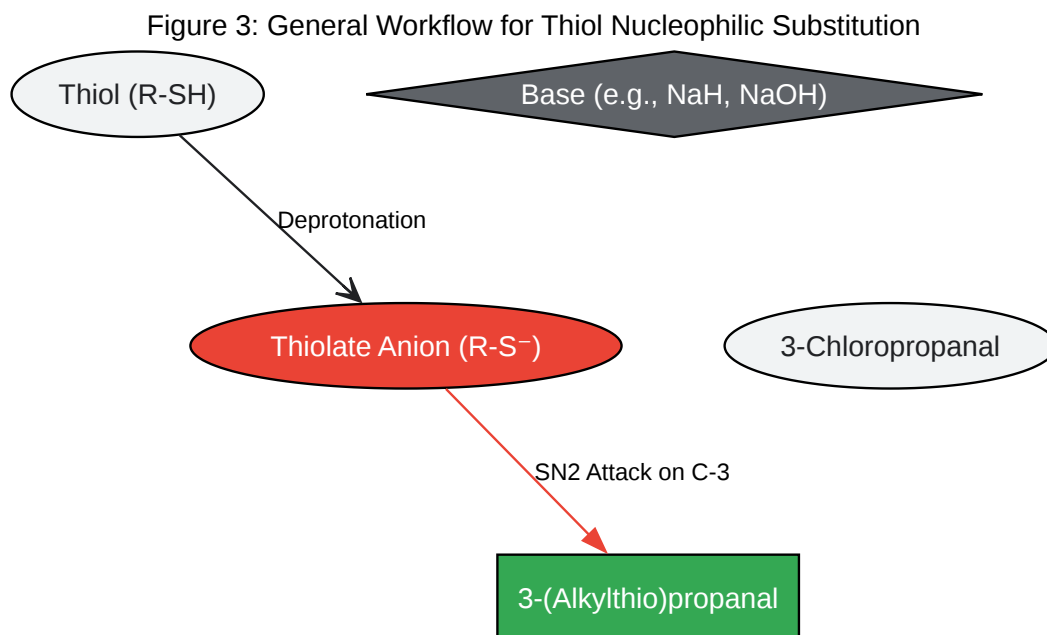 Figure 3: General Workflow for Thiol Nucleophilic Substitution
Thiol (R-SH)
Base (e.g., NaH, NaOH)
Deprotonation
Thiolate Anion (R-S⁻)
3-Chloropropanal
SN2 Attack on C-3
3-(Alkylthio)propanal